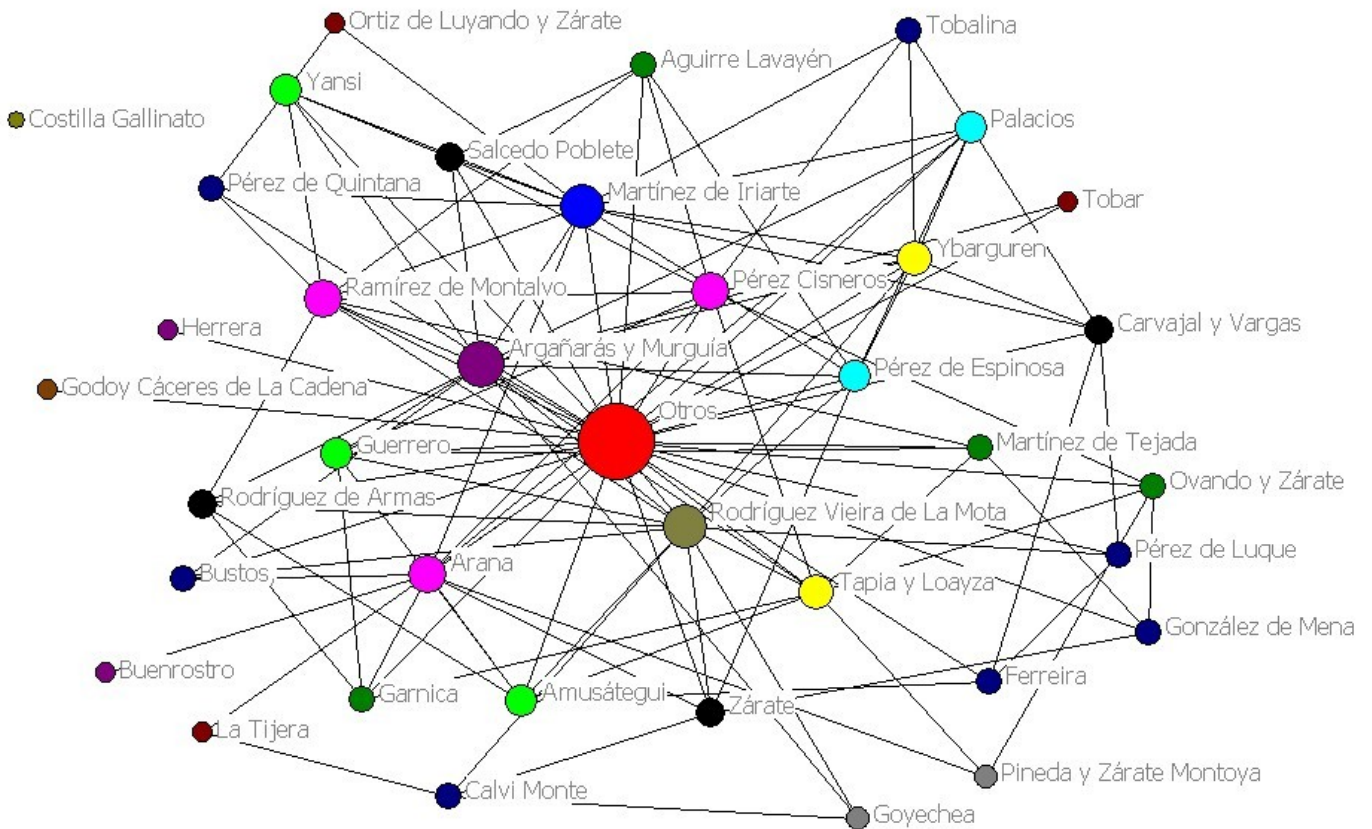 Ortiz de Luyando y Zárate
Tobalina
Aguirre Lavayén
Yansi
Costilla Gallinato
Palacios
Salcedo Poblete
Pérez de Quintana
Martínez de Iriarte
Tobar
Ybarguren
Pérez Cisneros
Ramírez de Montalvo
Herrera
Carvajal y Vargas
Argañarás y Murguía
Pérez de Espinosa
Godoy Cáceres de La Cadena
Otros
Guerrero
Martínez de Tejada
Ovando y Zárate
Rodríguez de Armas
Rodríguez Vieira de La Mota
Pérez de Luque
Arana
Bustos
Tapia y Loayza
González de Mena
Buenrostro
Ferreira
Garnica
Amusátegui
Zárate
La Tijera
Pineda y Zárate Montoya
Calvi Monte
Goyechea